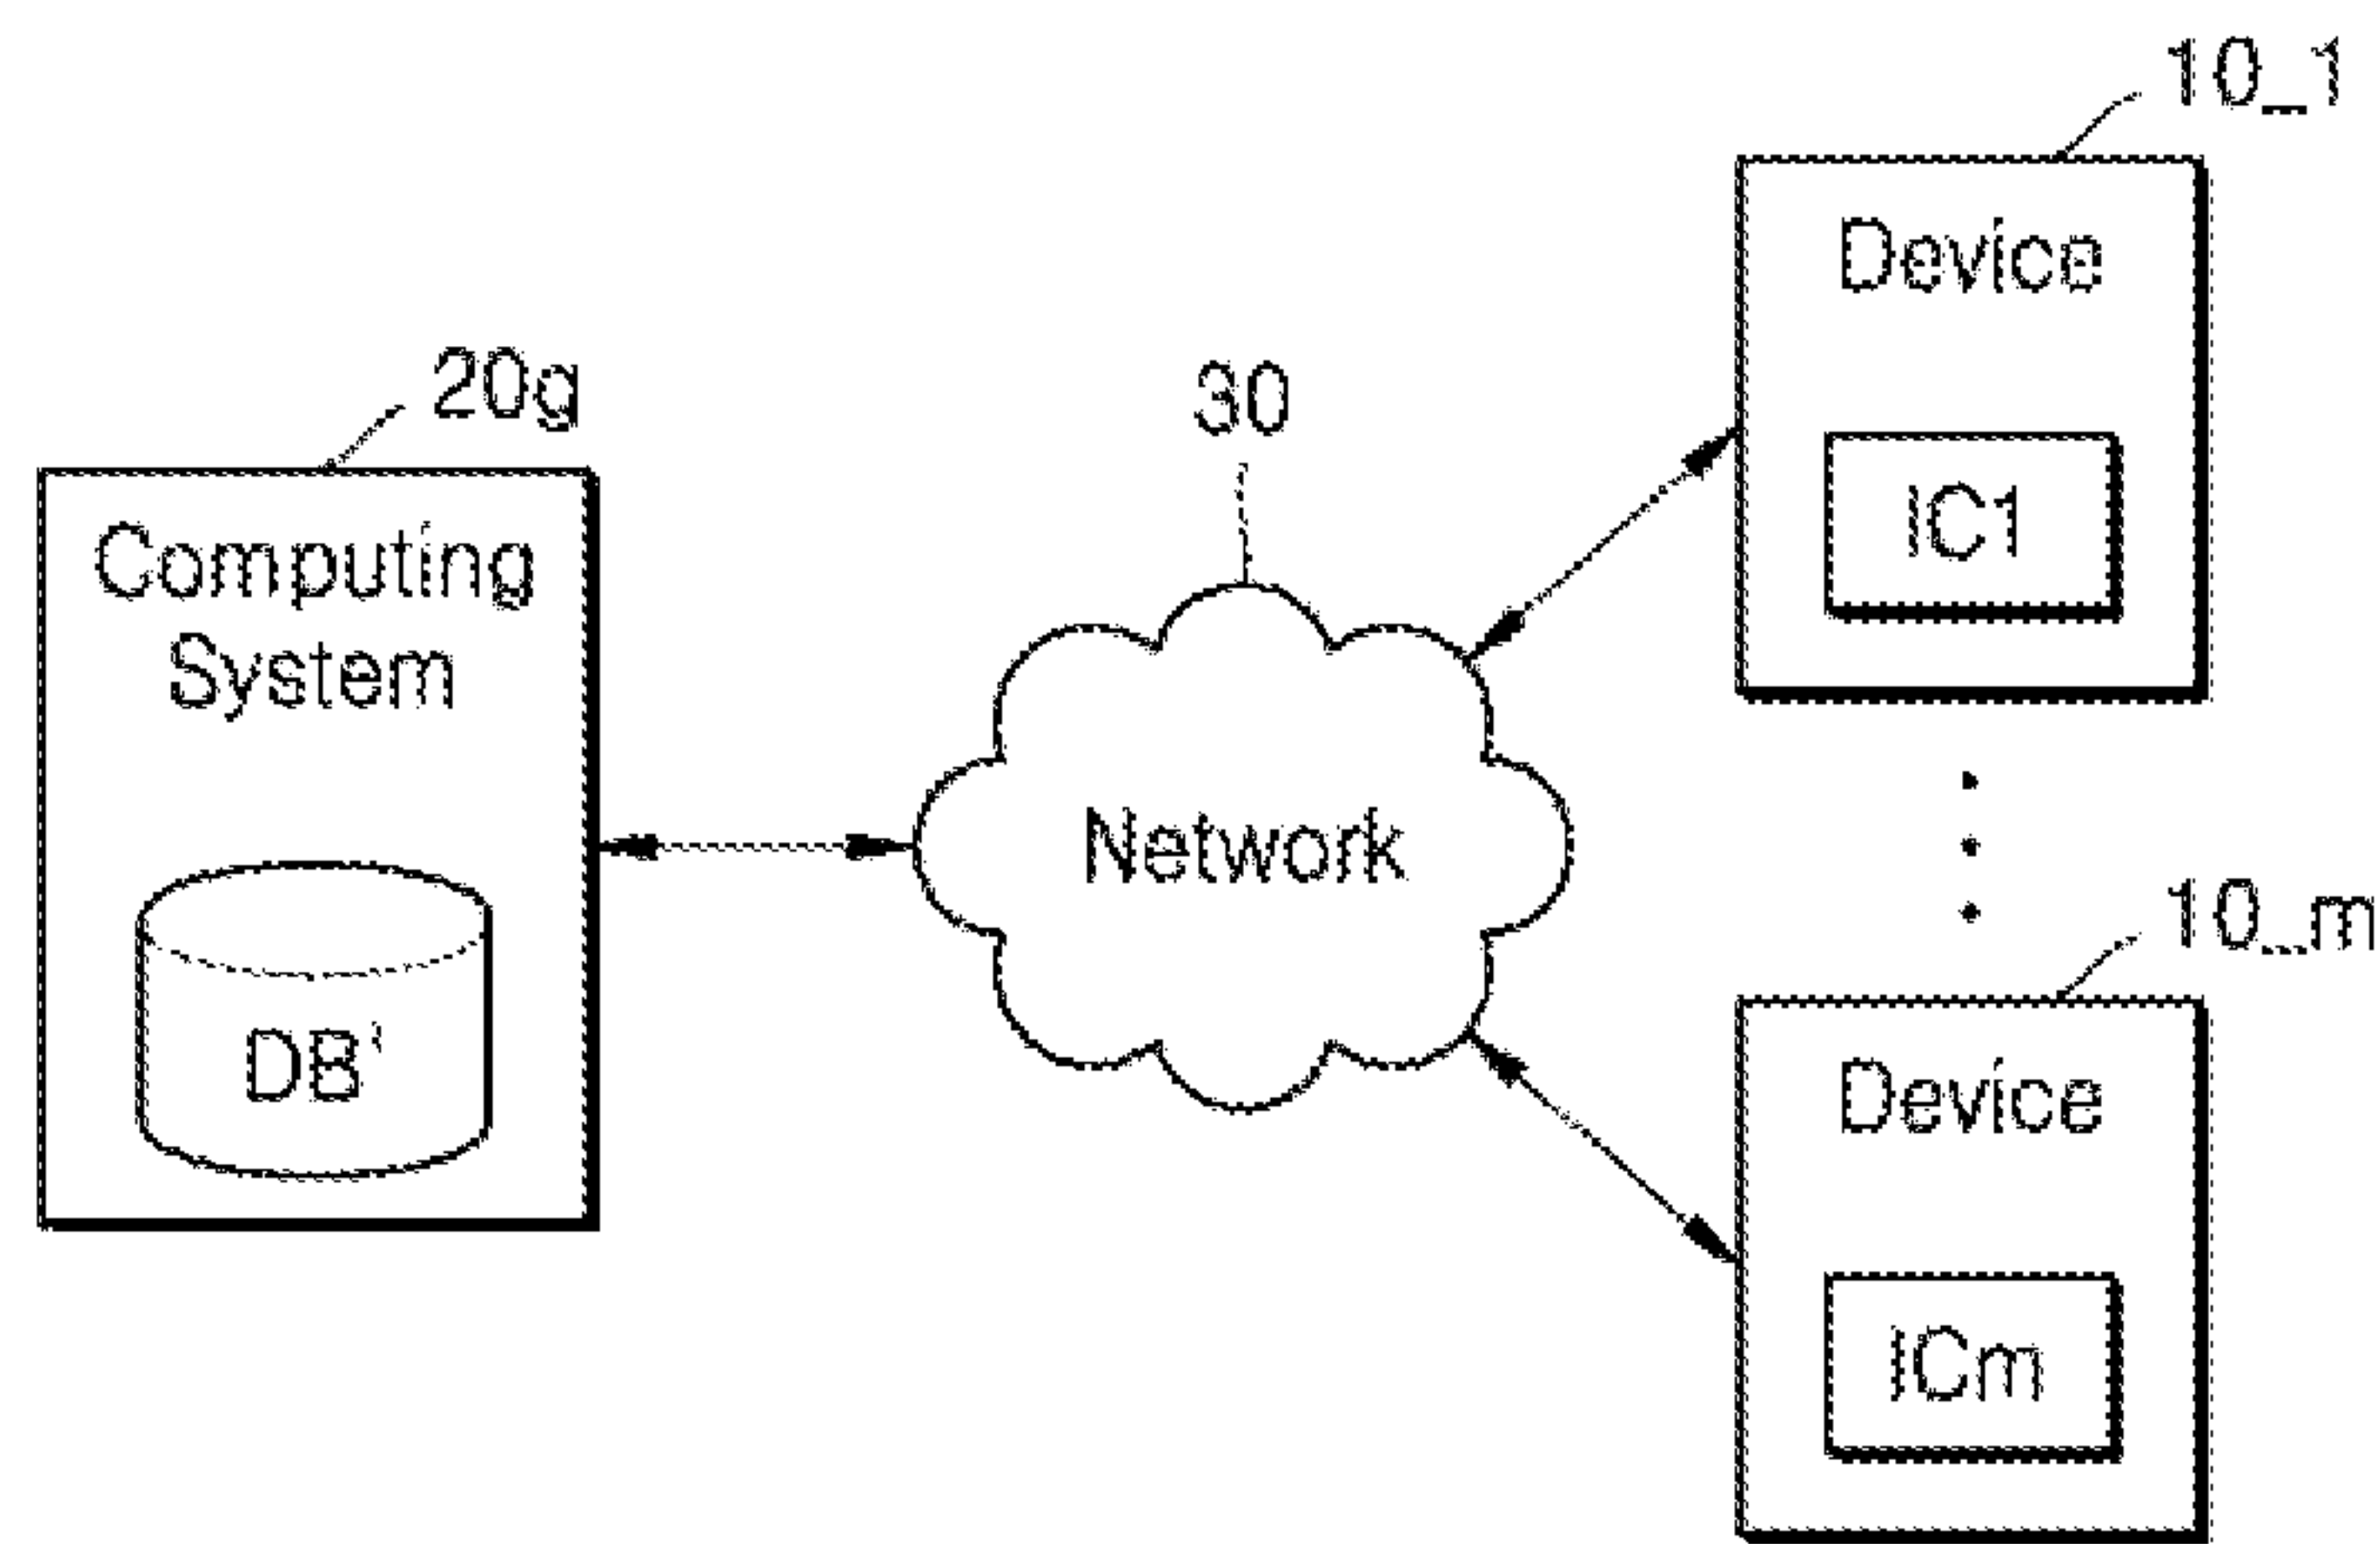 10_1
Device
20g
30
IC1
Computing
System
Network
10_m
DB'
Device
ICm